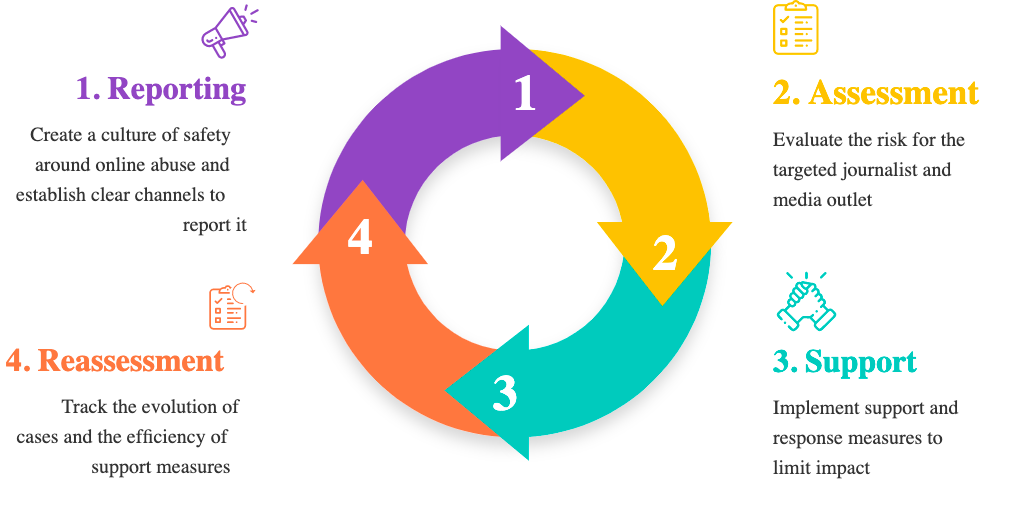 1. Reporting
Create a culture of safety
around online abuse and
establish clear channels to
report it
2. Assessment
Evaluate the risk for the
targeted journalist and
media outlet
3. Support
Implement support and
response measures to
limit impact
4. Reassessment
Track the evolution of
cases and the efficiency of
support measures
1
2
3
4